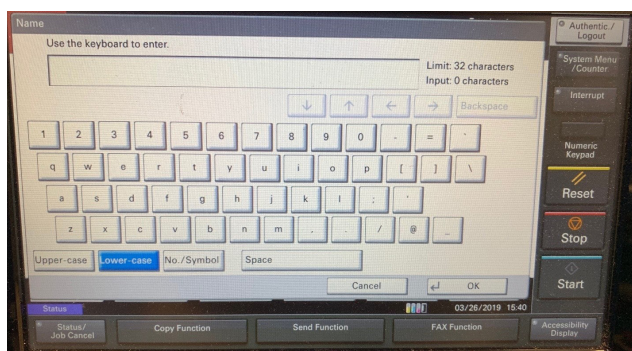 Name
Use the keyboard to enter.
Limit: 32 characters
Input: 0 characters
↓ ↑ ← → Backspace
1 2 3 4 5 6 7 8 9 0 - = `
q w e r t y u i o p [ ] \
a s d f g h j k l ; '
z x c v b n m , . / @ _
Upper-case Lower-case No./Symbol Space
Cancel OK
Status 03/26/2019 15:40
Status/
Job Cancel
Copy Function
Send Function
FAX Function
Accessibility
Display
Authentic./
Logout
System Menu
/Counter
Interrupt
Numeric
Keypad
Reset
Stop
Start